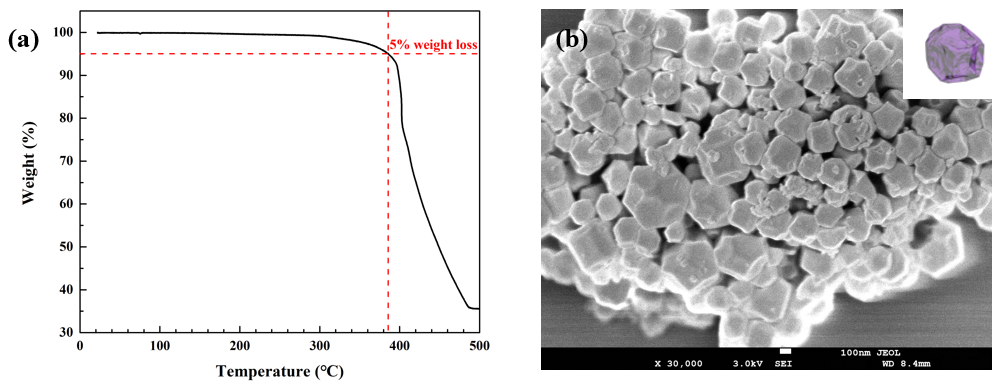 (a)
Weight (%)
100
90
80
70
60
50
40
30
5% weight loss
0
100
200
300
400
500
Temperature (℃)
(b)
100nm JEOL
X 30,000
3.0kV
SEI
WD 8.4mm